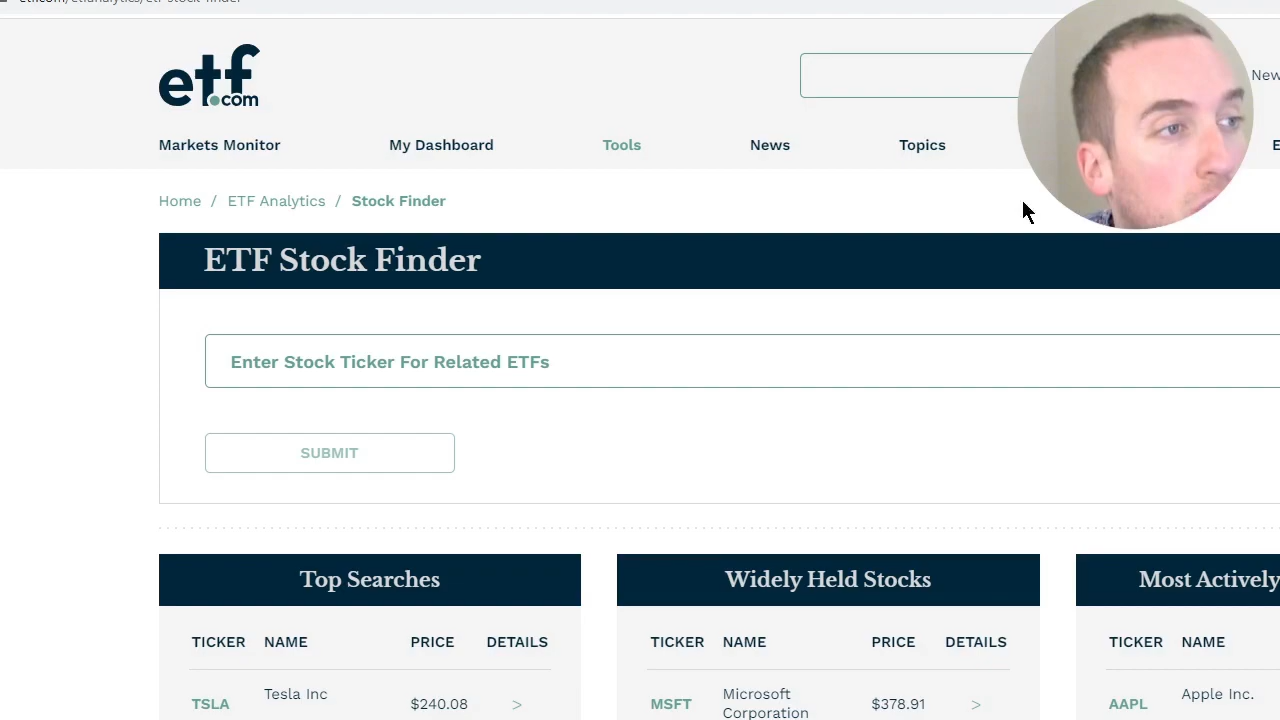 etf
.com
New
Markets Monitor
My Dashboard
Tools
News
Topics
E
Home / ETF Analytics / Stock Finder
ETF Stock Finder
Enter Stock Ticker For Related ETFs
SUBMIT
Top Searches
TICKER NAME PRICE DETAILS
TSLA Tesla Inc $240.08 >
Widely Held Stocks
TICKER NAME PRICE DETAILS
MSFT Microsoft Corporation $378.91 >
Most Actively
TICKER NAME
AAPL Apple Inc.